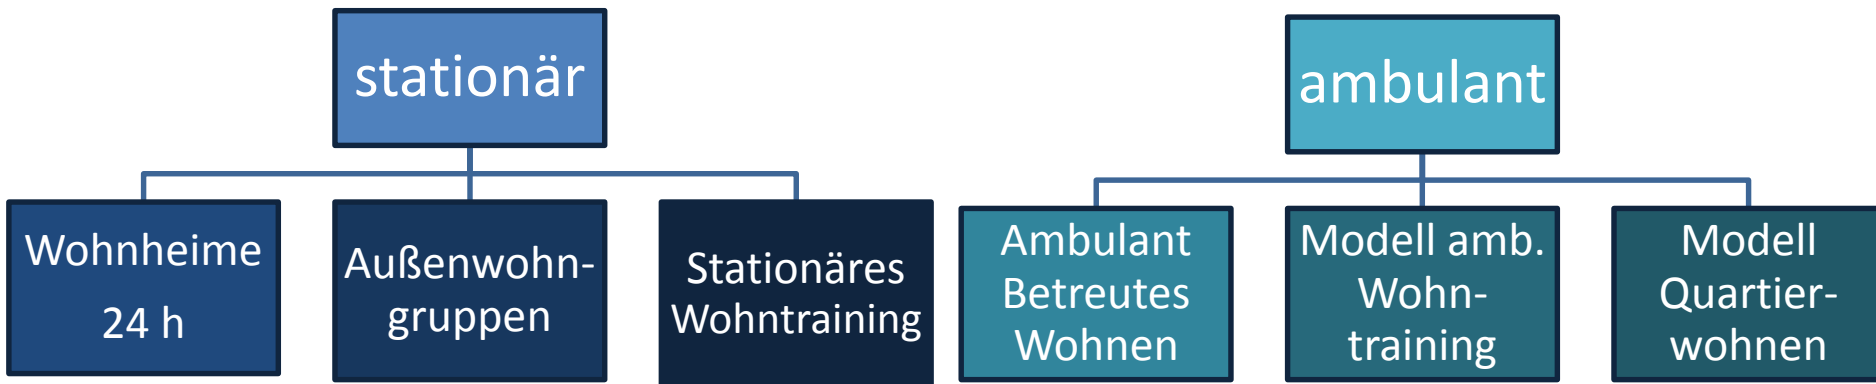 stationär
ambulant
Wohnheime
24 h
Außenwohn-
gruppen
Stationäres
Wohntraining
Ambulant
Betreutes
Wohnen
Modell amb.
Wohn-
training
Modell
Quartier-
wohnen